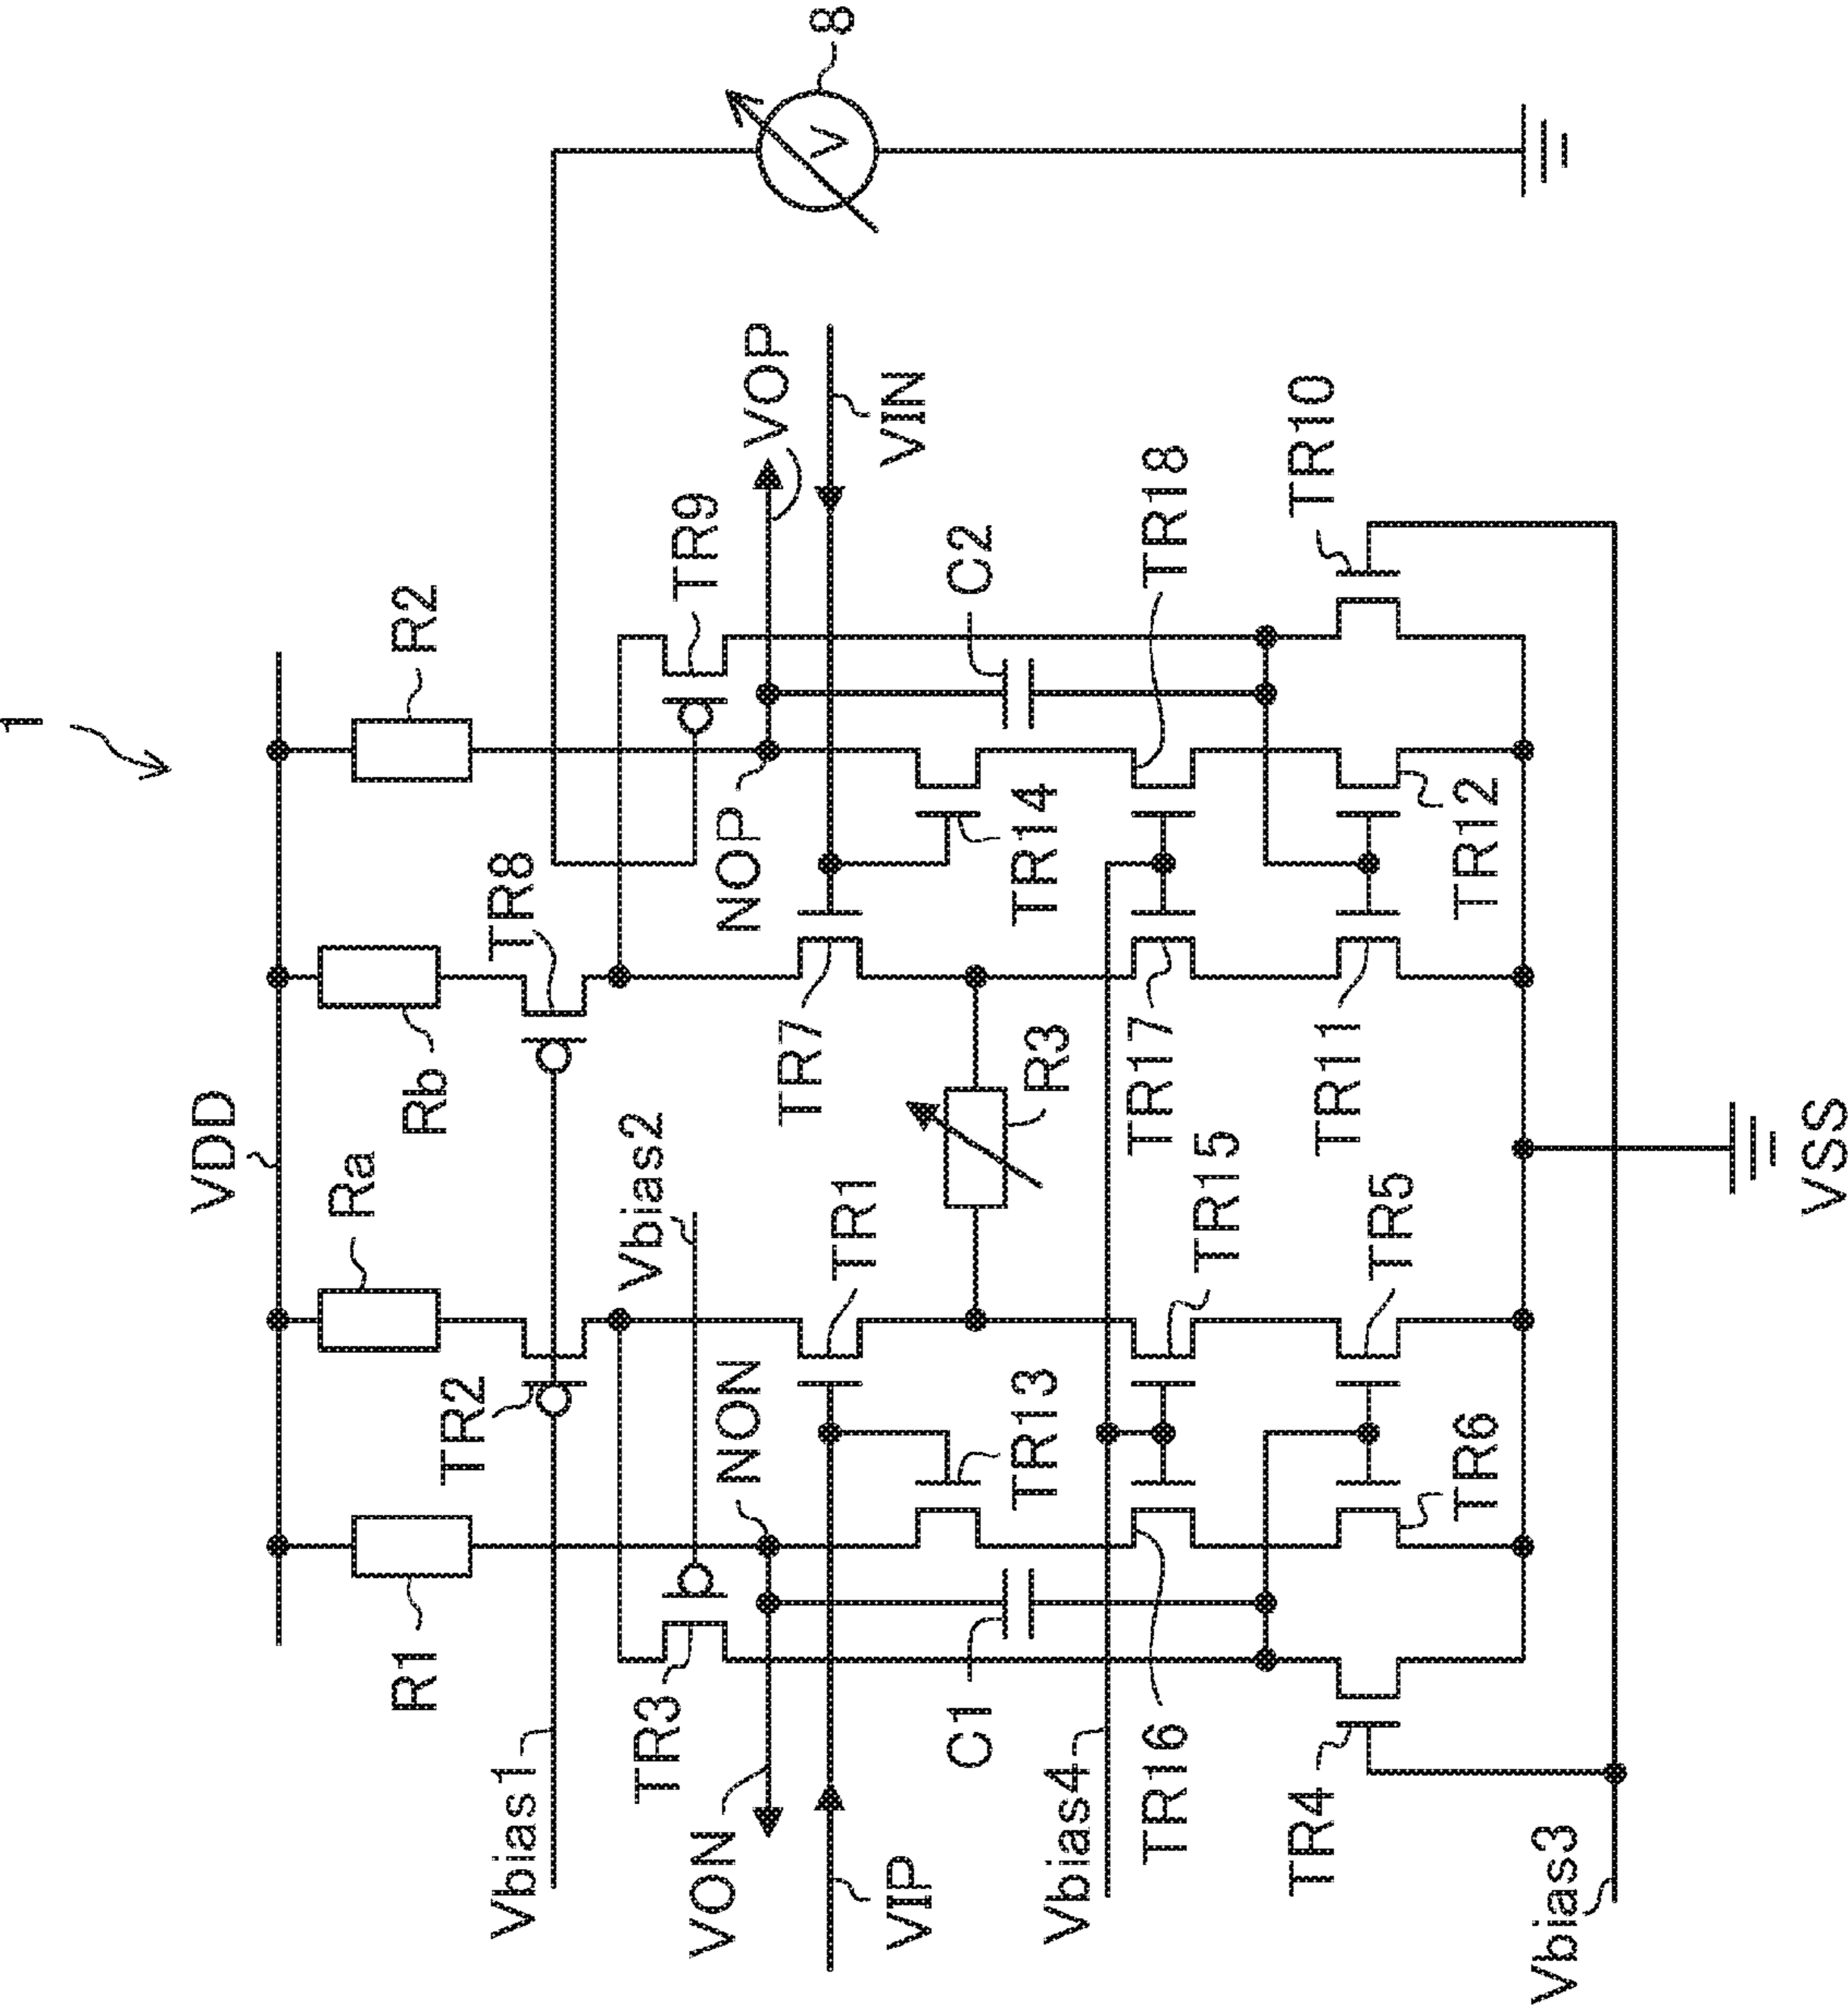 1
8
VDD
R1
Ra
Rb
R2
Vbias1
TR2
TR8
Vbias2
TR3
TR9
VON
NON
NOP
VOP
VIP
VIN
TR1
TR7
TR13
TR14
C1
C2
R3
Vbias4
TR16
TR15
TR17
TR18
TR4
TR6
TR5
TR11
TR12
TR10
Vbias3
VSS
V